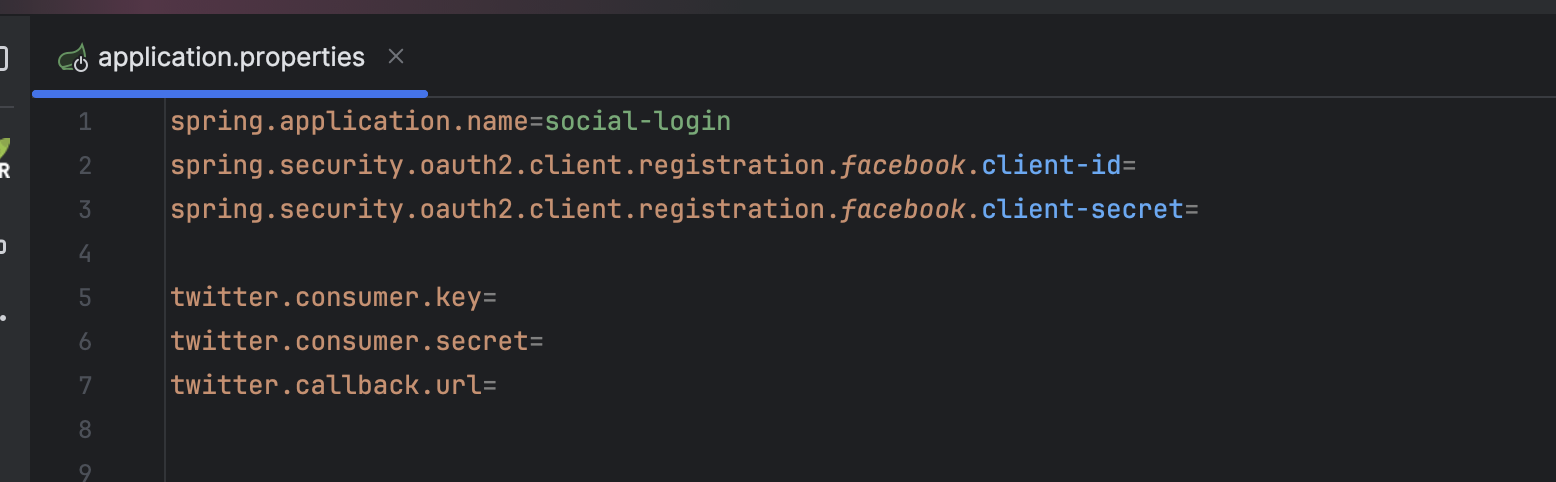 application.properties
1 spring.application.name=social-login
2 spring.security.oauth2.client.registration.facebook.client-id=
3 spring.security.oauth2.client.registration.facebook.client-secret=
4
5 twitter.consumer.key=
6 twitter.consumer.secret=
7 twitter.callback.url=
8
9
R